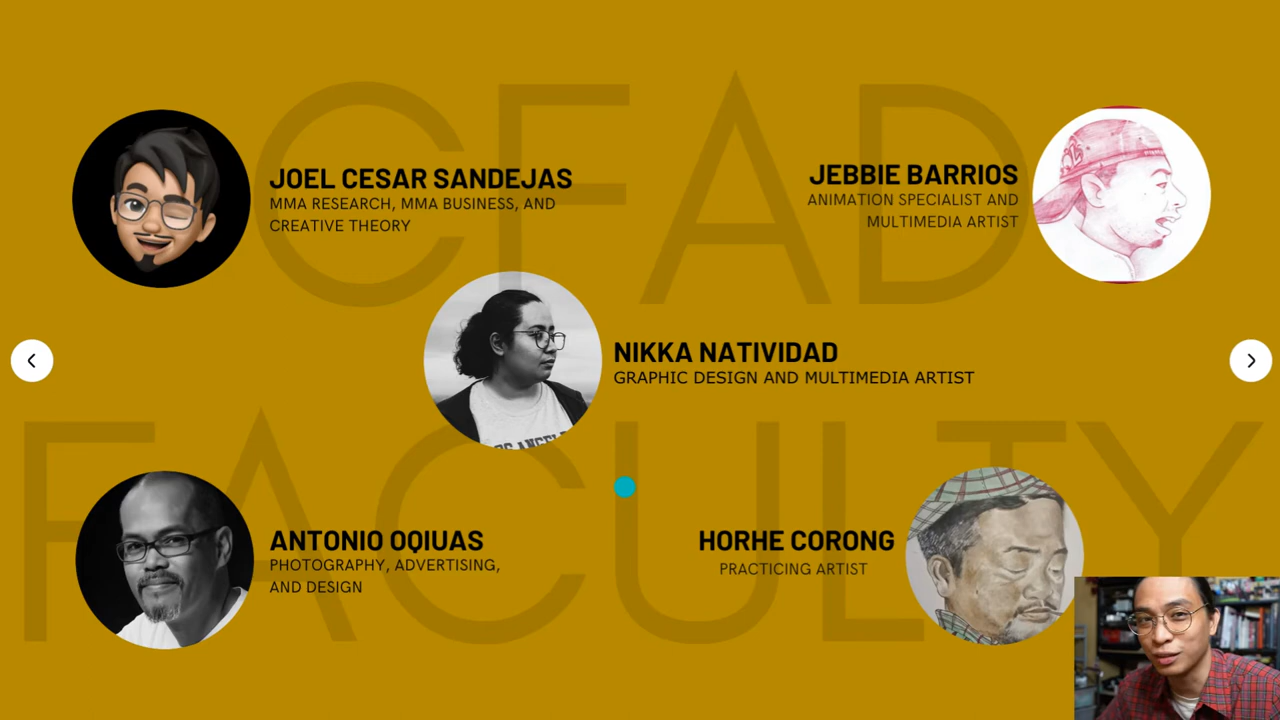 CFAD
FACULTY
JOEL CESAR SANDEJAS
MMA RESEARCH, MMA BUSINESS, AND
CREATIVE THEORY
JEBBIE BARRIOS
ANIMATION SPECIALIST AND
MULTIMEDIA ARTIST
NIKKA NATIVIDAD
GRAPHIC DESIGN AND MULTIMEDIA ARTIST
ANTONIO OQIUAS
PHOTOGRAPHY, ADVERTISING,
AND DESIGN
HORHE CORONG
PRACTICING ARTIST